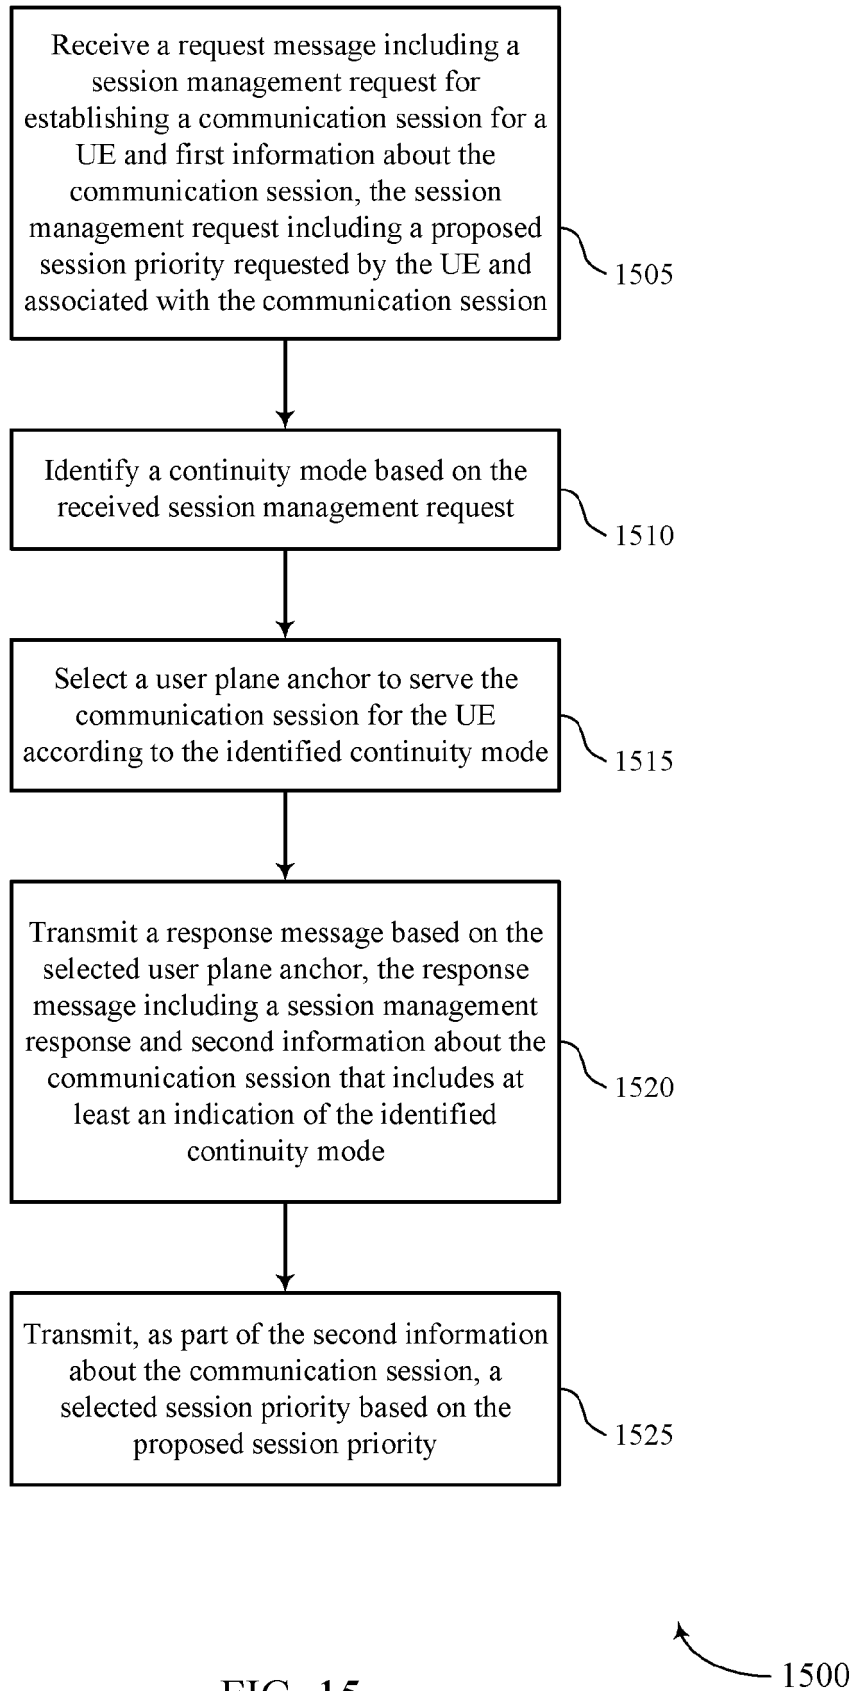 Receive a request message including a
session management request for
establishing a communication session for a
UE and first information about the
communication session, the session
management request including a proposed
session priority requested by the UE and
associated with the communication session
1505
Identify a continuity mode based on the
received session management request
1510
Select a user plane anchor to serve the
communication session for the UE
according to the identified continuity mode
1515
Transmit a response message based on the
selected user plane anchor, the response
message including a session management
response and second information about the
communication session that includes at
least an indication of the identified
continuity mode
1520
Transmit, as part of the second information
about the communication session, a
selected session priority based on the
proposed session priority
1525
1500
FIG. 15